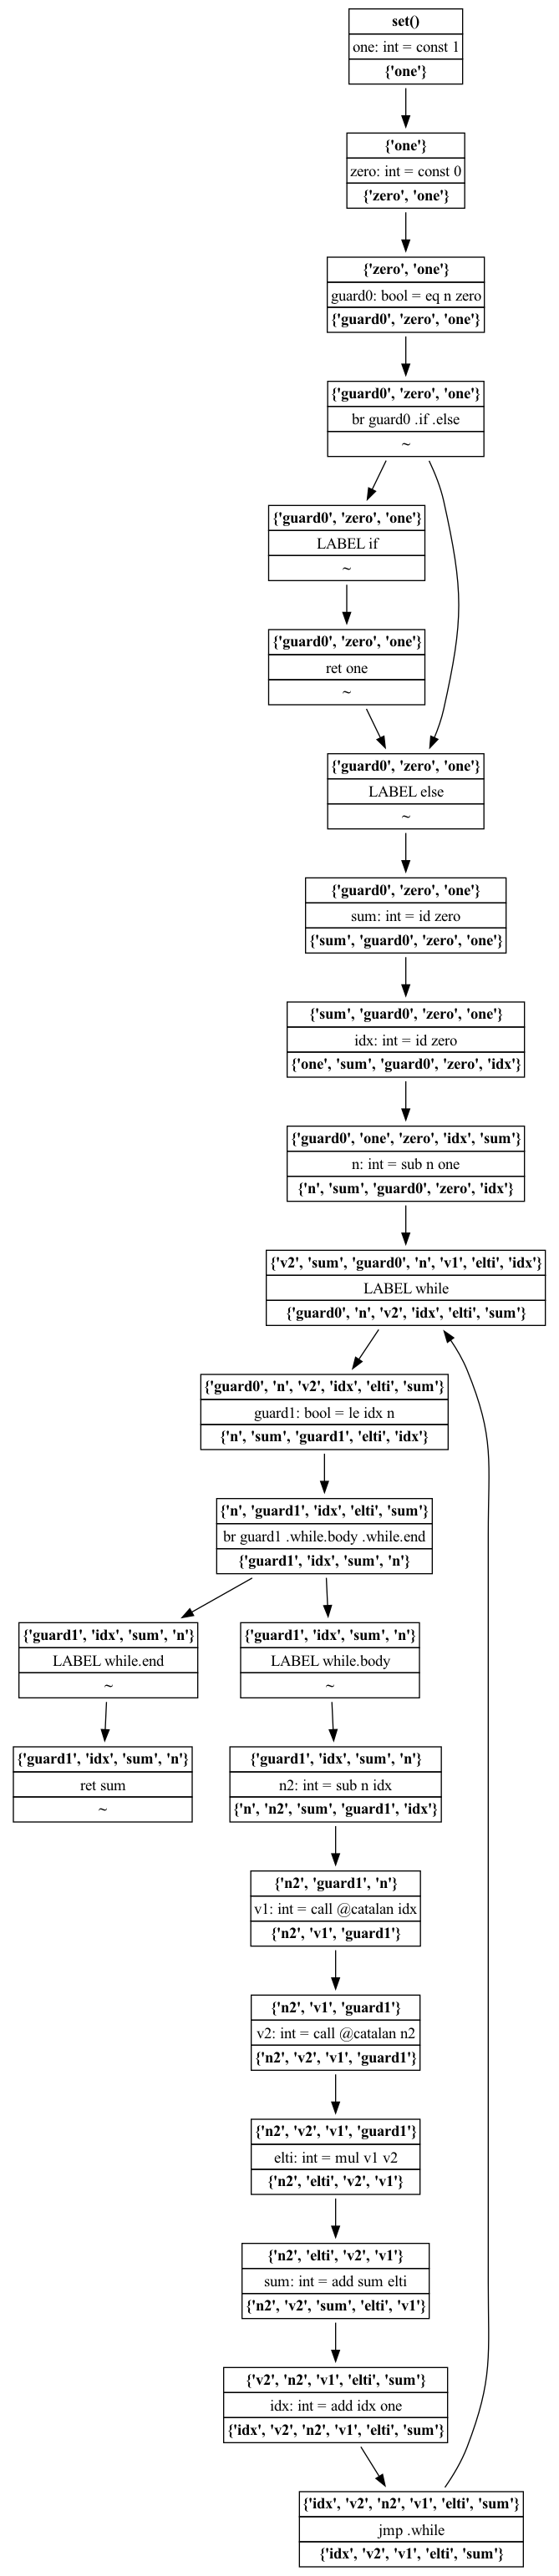 set()
one: int = const 1
{'one'}
{'one'}
zero: int = const 0
{'zero', 'one'}
{'zero', 'one'}
guard0: bool = eq n zero
{'guard0', 'zero', 'one'}
{'guard0', 'zero', 'one'}
br guard0 .if .else
~
{'guard0', 'zero', 'one'}
LABEL if
~
{'guard0', 'zero', 'one'}
ret one
~
{'guard0', 'zero', 'one'}
LABEL else
~
{'guard0', 'zero', 'one'}
sum: int = id zero
{'sum', 'guard0', 'zero', 'one'}
{'sum', 'guard0', 'zero', 'one'}
idx: int = id zero
{'one', 'sum', 'guard0', 'zero', 'idx'}
{'guard0', 'one', 'zero', 'idx', 'sum'}
n: int = sub n one
{'n', 'sum', 'guard0', 'zero', 'idx'}
{'v2', 'sum', 'guard0', 'n', 'v1', 'elti', 'idx'}
LABEL while
{'guard0', 'n', 'v2', 'idx', 'elti', 'sum'}
{'guard0', 'n', 'v2', 'idx', 'elti', 'sum'}
guard1: bool = le idx n
{'n', 'sum', 'guard1', 'elti', 'idx'}
{'n', 'guard1', 'idx', 'elti', 'sum'}
br guard1 .while.body .while.end
{'guard1', 'idx', 'sum', 'n'}
{'guard1', 'idx', 'sum', 'n'}
LABEL while.end
~
{'guard1', 'idx', 'sum', 'n'}
LABEL while.body
~
{'guard1', 'idx', 'sum', 'n'}
ret sum
~
{'guard1', 'idx', 'sum', 'n'}
n2: int = sub n idx
{'n', 'n2', 'sum', 'guard1', 'idx'}
{'n2', 'guard1', 'n'}
v1: int = call @catalan idx
{'n2', 'v1', 'guard1'}
{'n2', 'v1', 'guard1'}
v2: int = call @catalan n2
{'n2', 'v2', 'v1', 'guard1'}
{'n2', 'v2', 'v1', 'guard1'}
elti: int = mul v1 v2
{'n2', 'elti', 'v2', 'v1'}
{'n2', 'elti', 'v2', 'v1'}
sum: int = add sum elti
{'n2', 'v2', 'sum', 'elti', 'v1'}
{'v2', 'n2', 'v1', 'elti', 'sum'}
idx: int = add idx one
{'idx', 'v2', 'n2', 'v1', 'elti', 'sum'}
{'idx', 'v2', 'n2', 'v1', 'elti', 'sum'}
jmp .while
{'idx', 'v2', 'v1', 'elti', 'sum'}